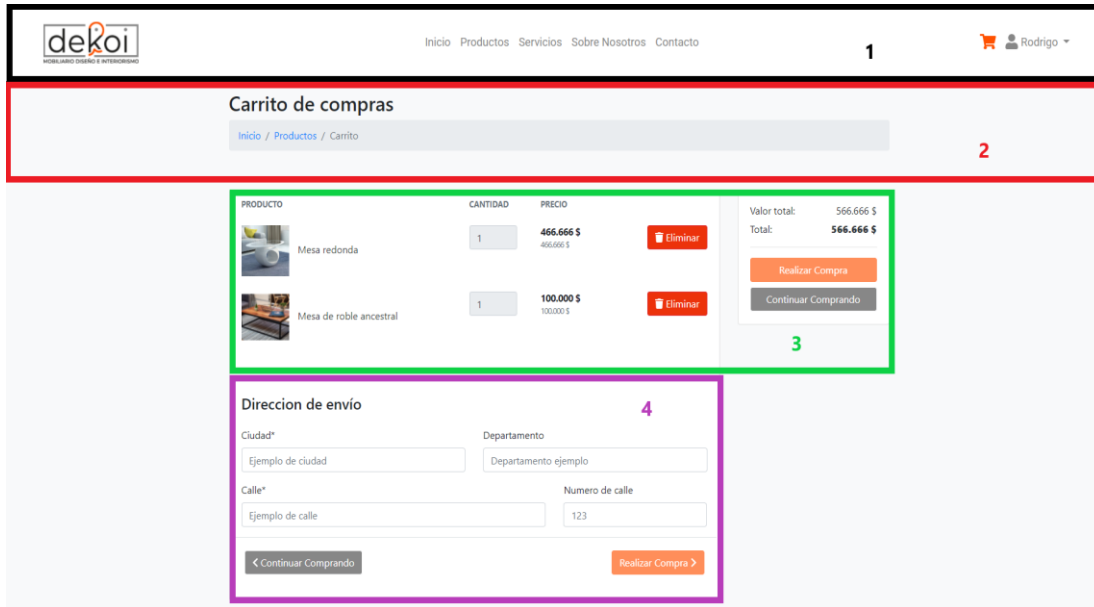 dekoi
MOBILIARIO DISEÑO E INTERIORISMO
Inicio Productos Servicios Sobre Nosotros Contacto
1
Rodrigo
Carrito de compras
Inicio / Productos / Carrito
2
PRODUCTO CANTIDAD PRECIO
Mesa redonda 1 466.666 $ Eliminar
466.666 $
Mesa de roble ancestral 1 100.000 $ Eliminar
100.000 $
Valor total: 566.666 $
Total: 566.666 $
Realizar Compra
Continuar Comprando
3
Direccion de envío
4
Ciudad* Departamento
Ejemplo de ciudad Departamento ejemplo
Calle* Numero de calle
Ejemplo de calle 123
Continuar Comprando Realizar Compra